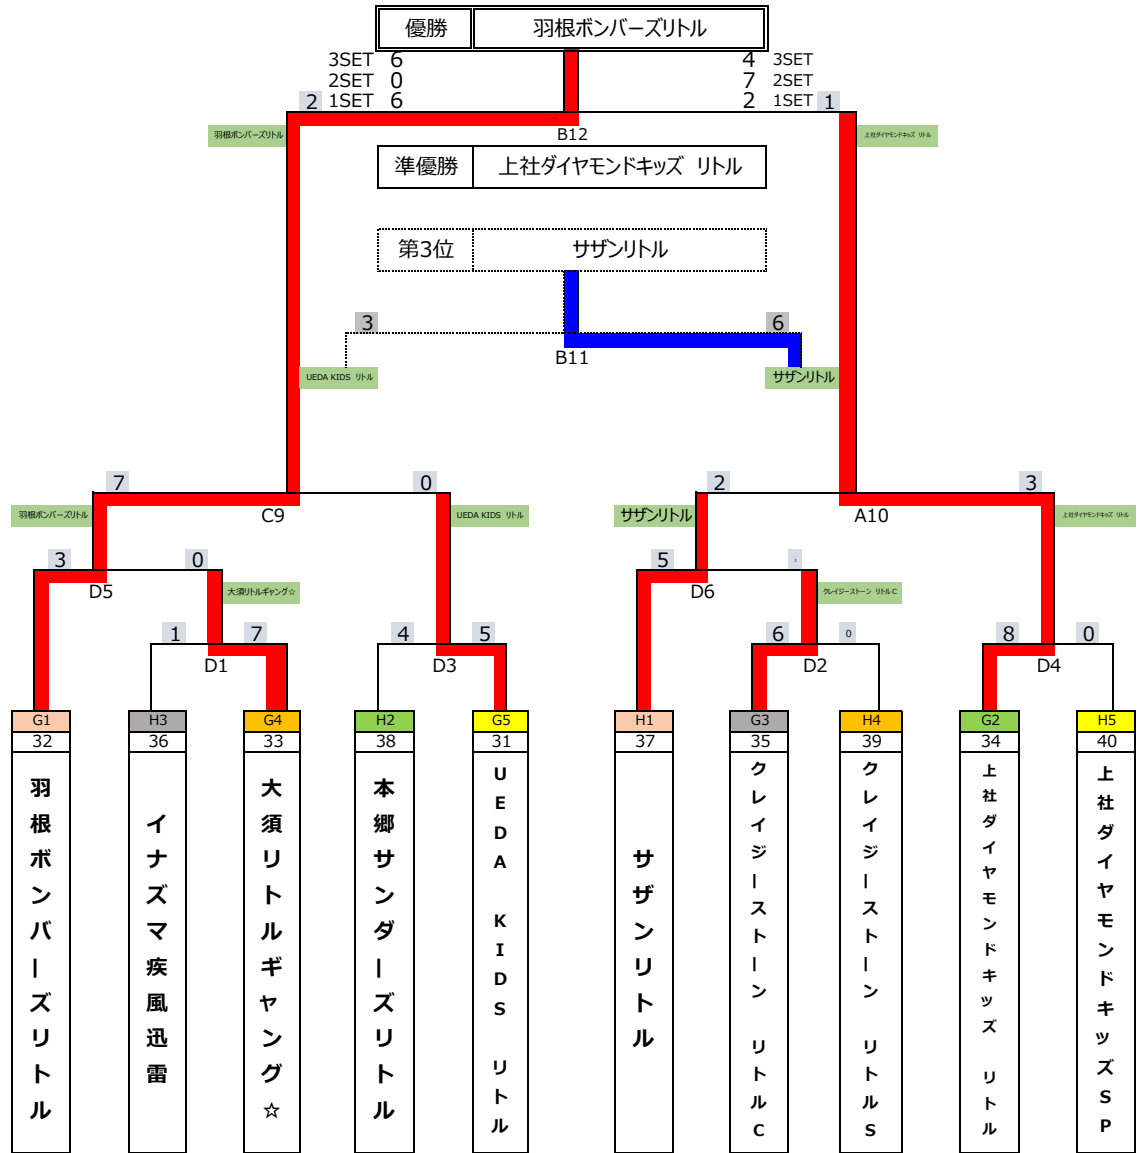 優勝 羽根ボンバーズリトル
3SET 6 4 3SET
2SET 0 7 2SET
2 1SET 6 2 1SET 1
羽根ボンバーズリトル B12 上社ダイヤモンドキッズ リトル
準優勝 上社ダイヤモンドキッズ リトル
第3位 サザンリトル
3 6
B11
UEDA KIDS リトル サザンリトル
7 0 2 3
羽根ボンバーズリトル C9 UEDA KIDS リトル サザンリトル A10 上社ダイヤモンドキッズ リトル
3 0 5 1
D5 大須リトルギャング☆ D6 クレイジーストーン リトルC
1 7 4 5 6 0 8 0
D1 D3 D2 D4
G1 H3 G4 H2 G5 H1 G3 H4 G2 H5
32 36 33 38 31 37 35 39 34 40
羽根ボンバーズリトル
イナズマ疾風迅雷
大須リトルギャング☆
本郷サンダーズリトル
UEDA KIDS リトル
サザンリトル
クレイジーストーン リトルC
クレイジーストーン リトルS
上社ダイヤモンドキッズ リトル
上社ダイヤモンドキッズSP